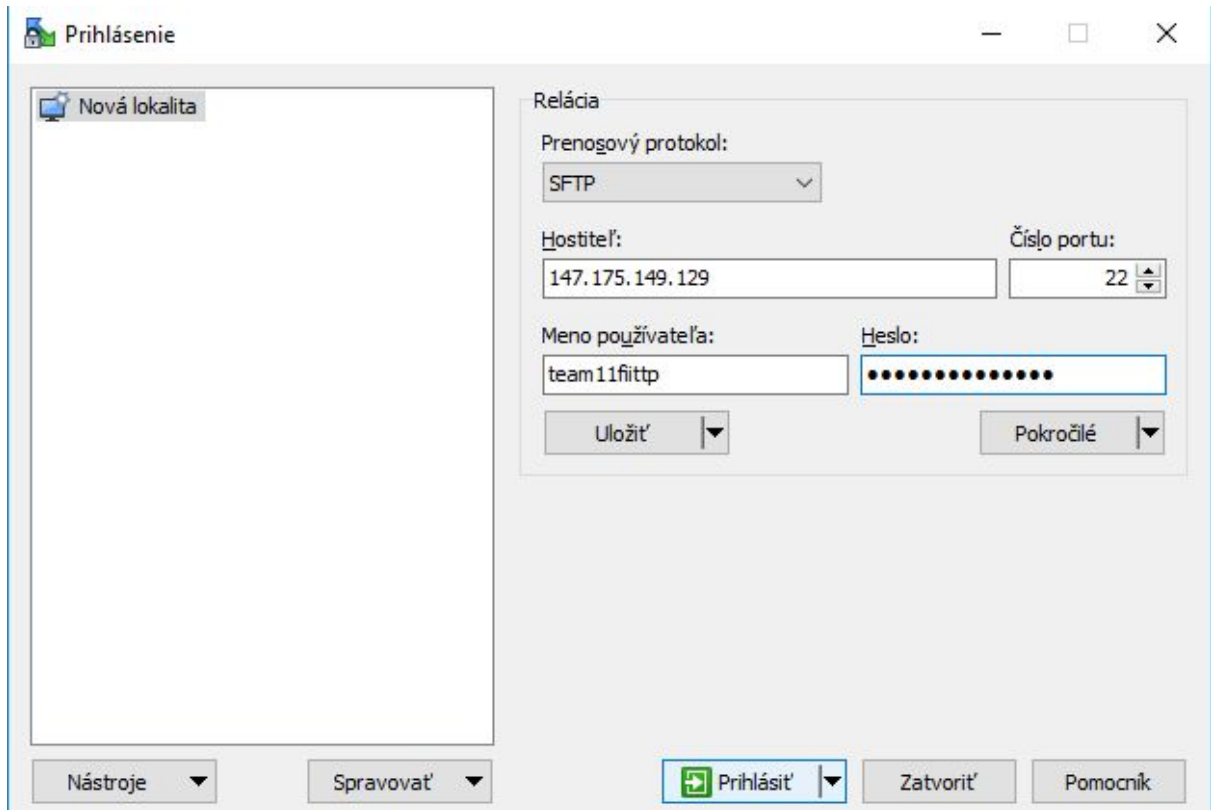 Prihlásenie
Nová lokalita
Relácia
Prenosový protokol:
SFTP
Hostiteľ:
Číslo portu:
147.175.149.129
22
Meno používateľa:
Heslo:
team11fiittp
●●●●●●●●●●●●●●
Uložiť
Pokročilé
Nástroje
Spravovať
Prihlásiť
Zatvoriť
Pomocník